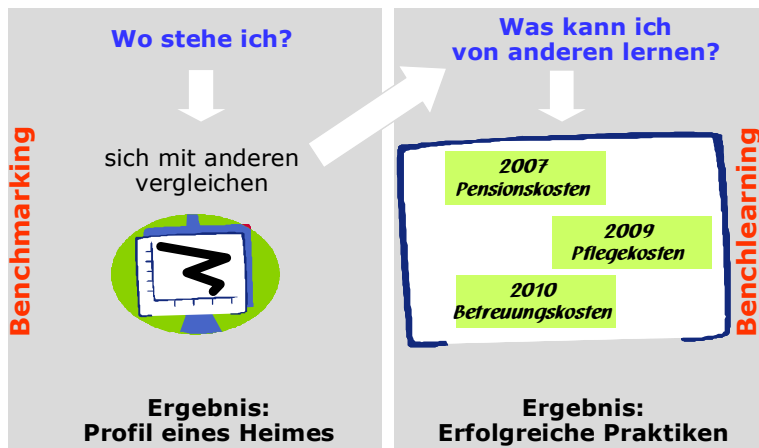 Benchmarking
Wo stehe ich?
sich mit anderen
vergleichen
Ergebnis:
Profil eines Heimes
Was kann ich
von anderen lernen?
2007
Pensionskosten
2009
Pflegekosten
2010
Betreuungskosten
Ergebnis:
Erfolgreiche Praktiken
Benchlearning